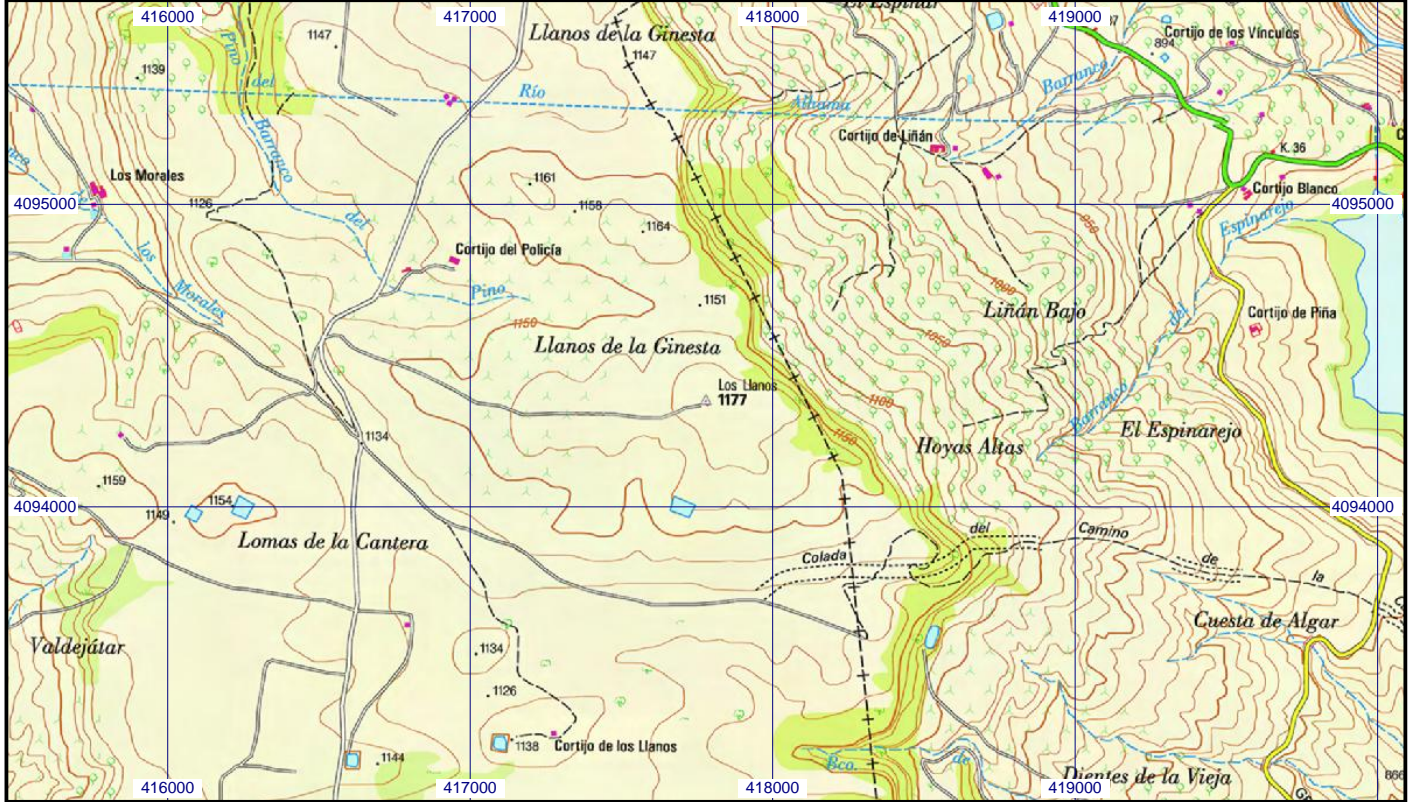 416000
417000
418000
419000
El Espinar
1147
Llanos de la Ginesta
1147
894
Cortijo de los Vínculos
1139
Pino
del
Río
Alhama
Barranco
Barranco
Cortijo de Liñán
K. 36
Los Morales
1161
Cortijo Blanco
4095000
1126
1158
4095000
del
1164
950
Espinarejo
los
Cortijo del Policía
Morales
Pino
1151
1000
Liñán Bajo
del
Cortijo de Piña
1150
Llanos de la Ginesta
1050
Los Llanos
1177
1100
Barranco
1134
1150
Hoyas Altas
El Espinarejo
1159
1154
4094000
1149
4094000
Lomas de la Cantera
Colada
del
Camino
de
la
Valdejátar
Cuesta de Algar
1134
1126
1138
Cortijo de los Llanos
1144
Bco.
de
Dientes de la Vieja
416000
417000
418000
419000